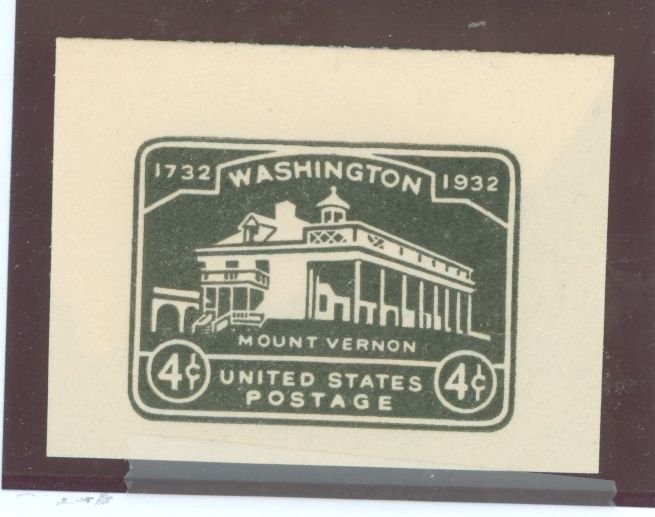 1732 WASHINGTON 1932
MOUNT VERNON
4¢ UNITED STATES 4¢
POSTAGE